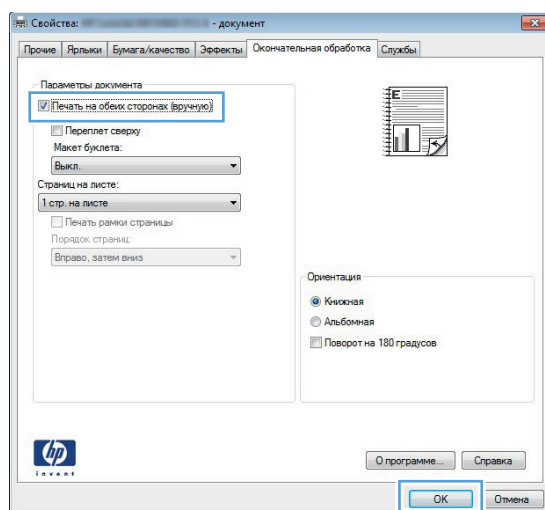 Свойства: - документ
Прочие Ярлыки Бумага/качество Эффекты Окончательная обработка Службы
Параметры документа
Печать на обеих сторонах (вручную)
Переплет сверху
Макет буклета:
Выкл.
Страниц на листе:
1 стр. на листе
Печать рамки страницы
Порядок страниц:
Вправо, затем вниз
E
Ориентация
Книжная
Альбомная
Поворот на 180 градусов
hp
invent
О программе... Справка
OK Отмена